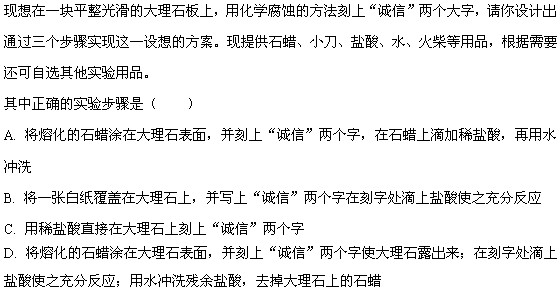 现想在一块平整光滑的大理石板上，用化学腐蚀的方法刻上“诚信”两个大字，请你设计出
通过三个步骤实现这一设想的方案。现提供石蜡、小刀、盐酸、水、火柴等用品，根据需要
还可自选其他实验用品。
其中正确的实验步骤是（　　）
A. 将熔化的石蜡涂在大理石表面，并刻上“诚信”两个字，在石蜡上滴加稀盐酸，再用水
冲洗
B. 将一张白纸覆盖在大理石上，并写上“诚信”两个字在刻字处滴上盐酸使之充分反应
C. 用稀盐酸直接在大理石上刻上“诚信”两个字
D. 将熔化的石蜡涂在大理石表面，并刻上“诚信”两个字使大理石露出来；在刻字处滴上
盐酸使之充分反应；用水冲洗残余盐酸，去掉大理石上的石蜡